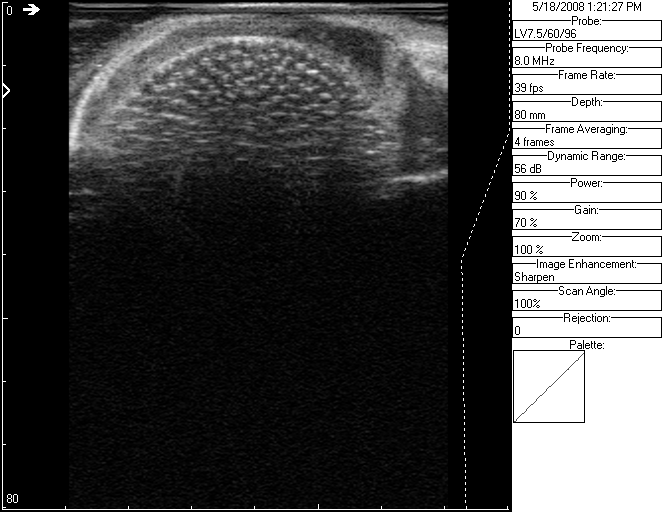 0
80
5/18/2008 1:21:27 PM
Probe:
LV7.5/60/96
Probe Frequency:
8.0 MHz
Frame Rate:
39 fps
Depth:
80 mm
Frame Averaging:
4 frames
Dynamic Range:
56 dB
Power:
90 %
Gain:
70 %
Zoom:
100 %
Image Enhancement:
Sharpen
Scan Angle:
100%
Rejection:
0
Palette: